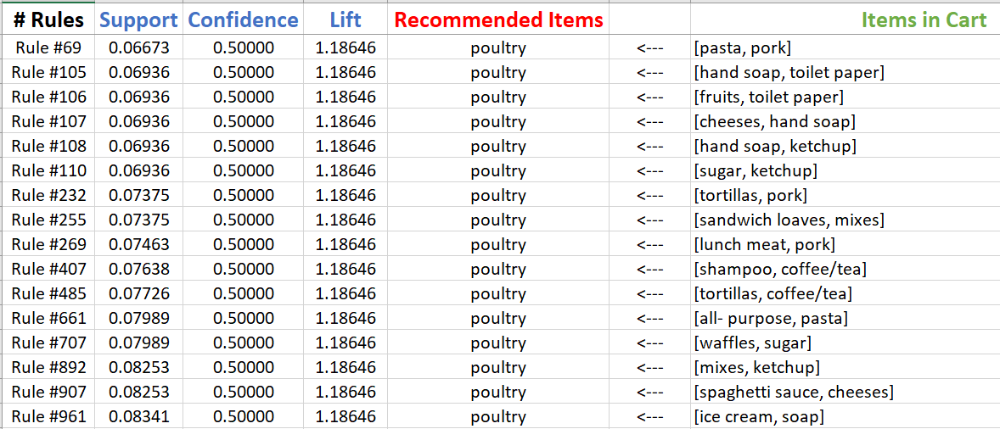 # Rules Support Confidence Lift Recommended Items Items in Cart
Rule #69 0.06673 0.50000 1.18646 poultry <--- [pasta, pork]
Rule #105 0.06936 0.50000 1.18646 poultry <--- [hand soap, toilet paper]
Rule #106 0.06936 0.50000 1.18646 poultry <--- [fruits, toilet paper]
Rule #107 0.06936 0.50000 1.18646 poultry <--- [cheeses, hand soap]
Rule #108 0.06936 0.50000 1.18646 poultry <--- [hand soap, ketchup]
Rule #110 0.06936 0.50000 1.18646 poultry <--- [sugar, ketchup]
Rule #232 0.07375 0.50000 1.18646 poultry <--- [tortillas, pork]
Rule #255 0.07375 0.50000 1.18646 poultry <--- [sandwich loaves, mixes]
Rule #269 0.07463 0.50000 1.18646 poultry <--- [lunch meat, pork]
Rule #407 0.07638 0.50000 1.18646 poultry <--- [shampoo, coffee/tea]
Rule #485 0.07726 0.50000 1.18646 poultry <--- [tortillas, coffee/tea]
Rule #661 0.07989 0.50000 1.18646 poultry <--- [all- purpose, pasta]
Rule #707 0.07989 0.50000 1.18646 poultry <--- [waffles, sugar]
Rule #892 0.08253 0.50000 1.18646 poultry <--- [mixes, ketchup]
Rule #907 0.08253 0.50000 1.18646 poultry <--- [spaghetti sauce, cheeses]
Rule #961 0.08341 0.50000 1.18646 poultry <--- [ice cream, soap]